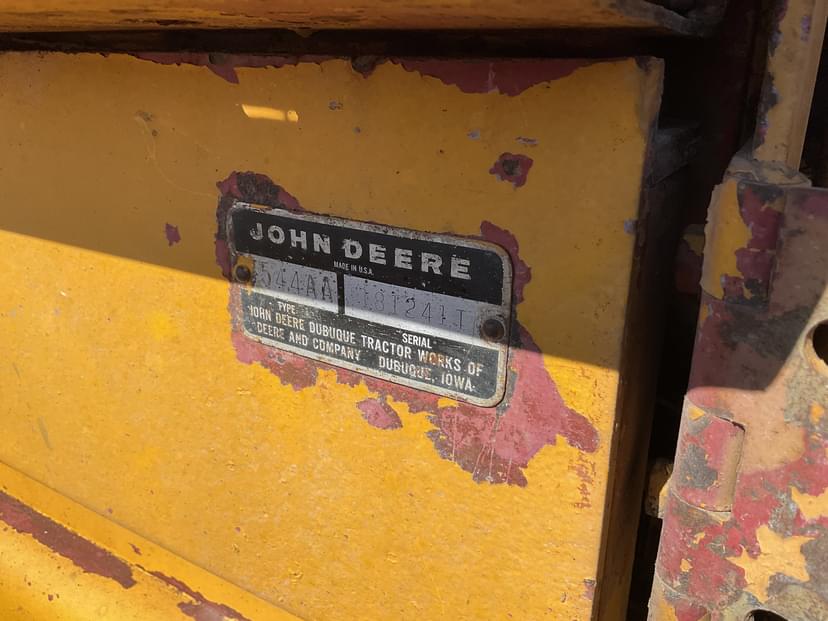 JOHN DEERE
MADE IN U.S.A.
544AA
TYPE SERIAL
JOHN DEERE DUBUQUE TRACTOR WORKS OF
DEERE AND COMPANY DUBUQUE, IOWA